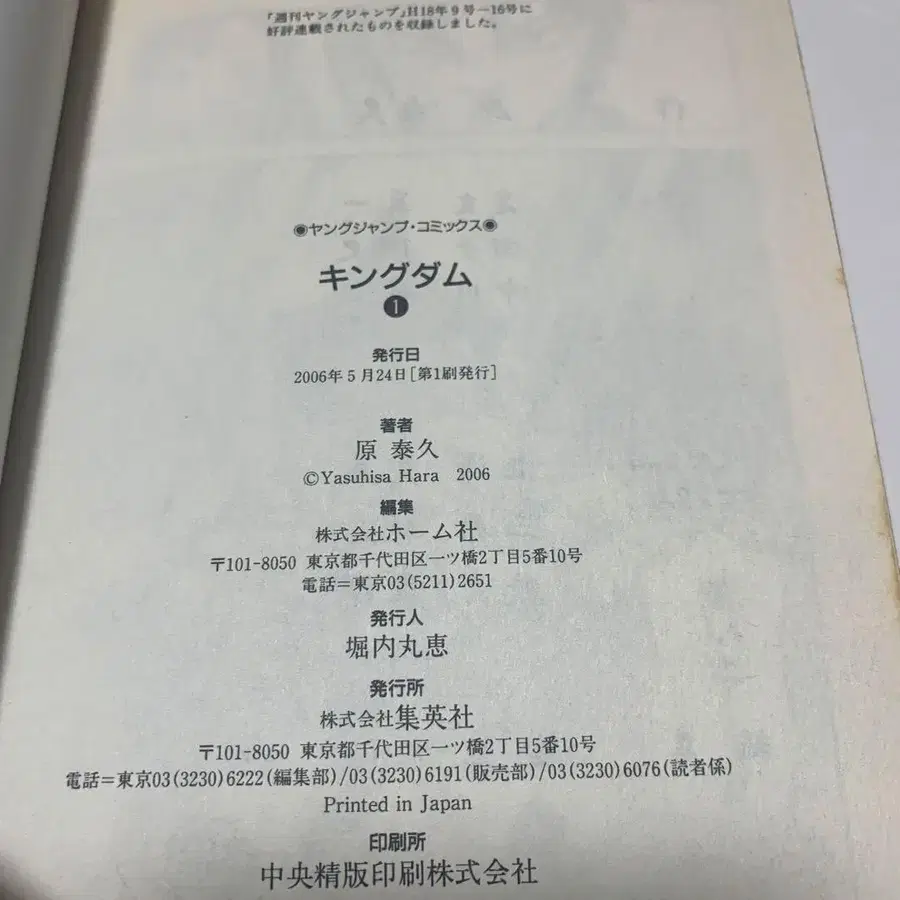 「週刊ヤングジャンプ」H18年9号―16号に
好評連載されたものを収録しました。
◉ヤングジャンプ・コミックス◉
キングダム
❶
発行日
2006年5月24日[第1刷発行]
著者
原 泰久
©Yasuhisa Hara 2006
編集
株式会社ホーム社
〒101-8050 東京都千代田区一ツ橋2丁目5番10号
電話=東京03(5211)2651
発行人
堀内丸恵
発行所
株式会社集英社
〒101-8050 東京都千代田区一ツ橋2丁目5番10号
電話=東京03(3230)6222(編集部)/03(3230)6191(販売部)/03(3230)6076(読者係)
Printed in Japan
印刷所
中央精版印刷株式会社